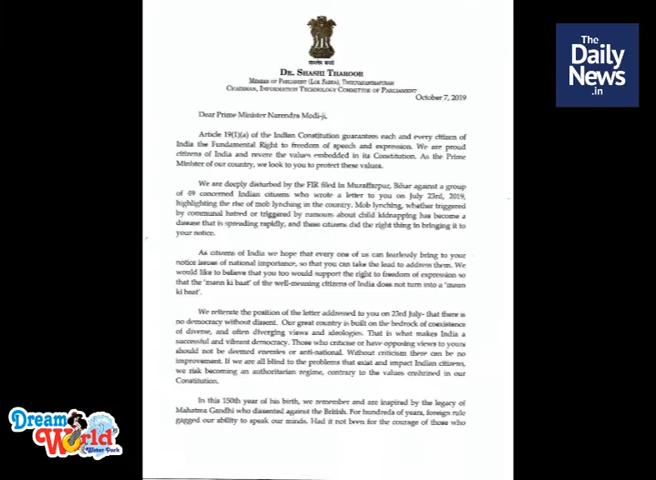 The
Daily
News
.in
सत्यमेव जयते
DR. SHASHI THAROOR
MEMBER OF PARLIAMENT (LOK SABHA), THIRUVANANTHAPURAM
CHAIRMAN, INFORMATION TECHNOLOGY COMMITTEE OF PARLIAMENT
October 7, 2019
Dear Prime Minister Narendra Modi-ji,
Article 19(1)(a) of the Indian Constitution guarantees each and every citizen of
India the Fundamental Right to freedom of speech and expression. We are proud
citizens of India and revere the values embedded in its Constitution. As the Prime
Minister of our country, we look to you to protect these values.
We are deeply disturbed by the FIR filed in Muzaffarpur, Bihar against a group
of 49 concerned Indian citizens who wrote a letter to you on July 23rd, 2019,
highlighting the rise of mob lynching in the country. Mob lynching, whether triggered
by communal hatred or triggered by rumours about child kidnapping has become a
disease that is spreading rapidly, and these citizens did the right thing in bringing it to
your notice.
As citizens of India we hope that every one of us can fearlessly bring to your
notice issues of national importance, so that you can take the lead to address them. We
would like to believe that you too would support the right to freedom of expression so
that the 'mann ki baat' of the well-meaning citizens of India does not turn into a 'maun
ki baat'.
We reiterate the position of the letter addressed to you on 23rd July- that there is
no democracy without dissent. Our great country is built on the bedrock of coexistence
of diverse, and often diverging views and ideologies. That is what makes India a
successful and vibrant democracy. Those who criticise or have opposing views to yours
should not be deemed enemies or anti-national. Without criticism there can be no
improvement. If we are all blind to the problems that exist and impact Indian citizens,
we risk becoming an authoritarian regime, contrary to the values enshrined in our
Constitution.
In this 150th year of his birth, we remember and are inspired by the legacy of
Mahatma Gandhi who dissented against the British. For hundreds of years, foreign rule
gagged our ability to speak our minds. Had it not been for the courage of those who
Dream
World
Water Park